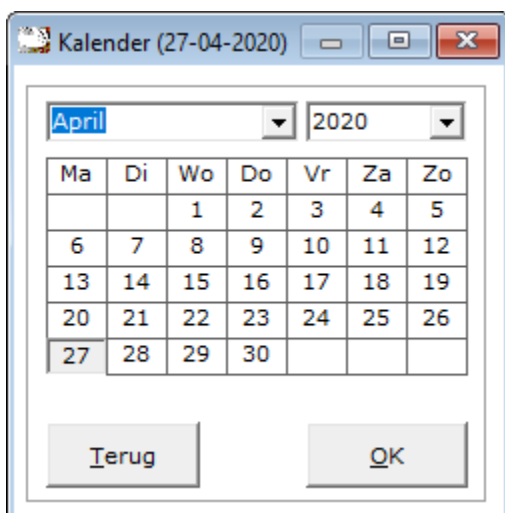 Kalender (27-04-2020)
April 2020
Ma Di Wo Do Vr Za Zo
1 2 3 4 5
6 7 8 9 10 11 12
13 14 15 16 17 18 19
20 21 22 23 24 25 26
27 28 29 30
Terug OK